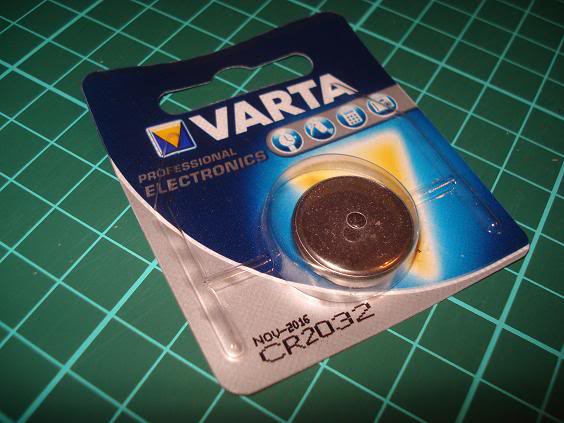 VARTA
PROFESSIONAL
ELECTRONICS
NOV-2016
CR2032